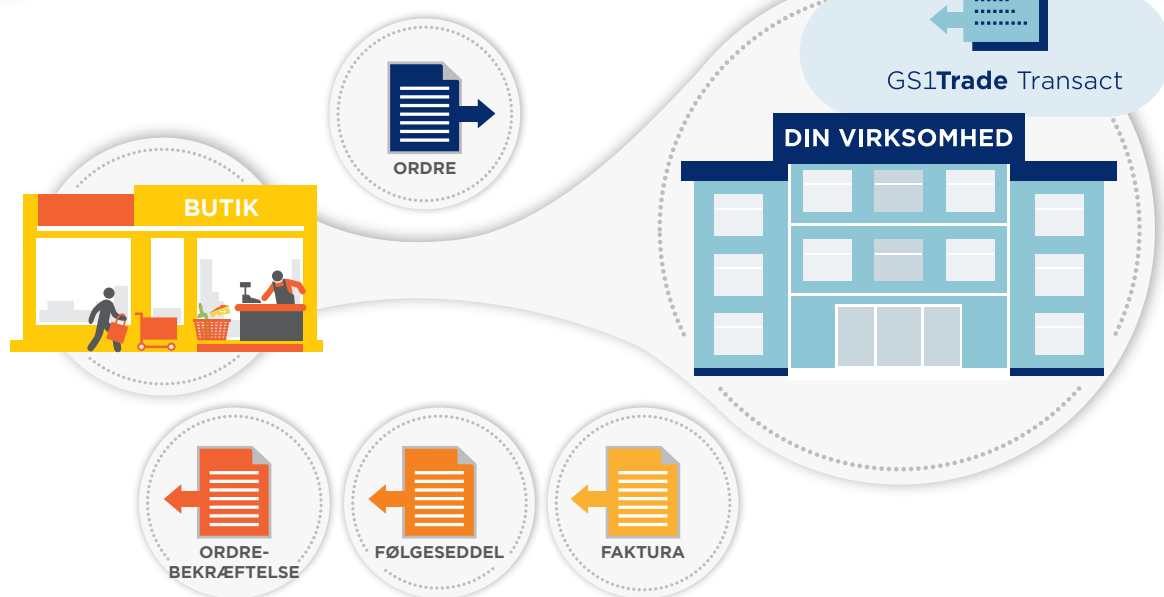 GS1Trade Transact
DIN VIRKSOMHED
ORDRE
BUTIK
ORDRE-
BEKRÆFTELSE
FØLGESEDDEL
FAKTURA